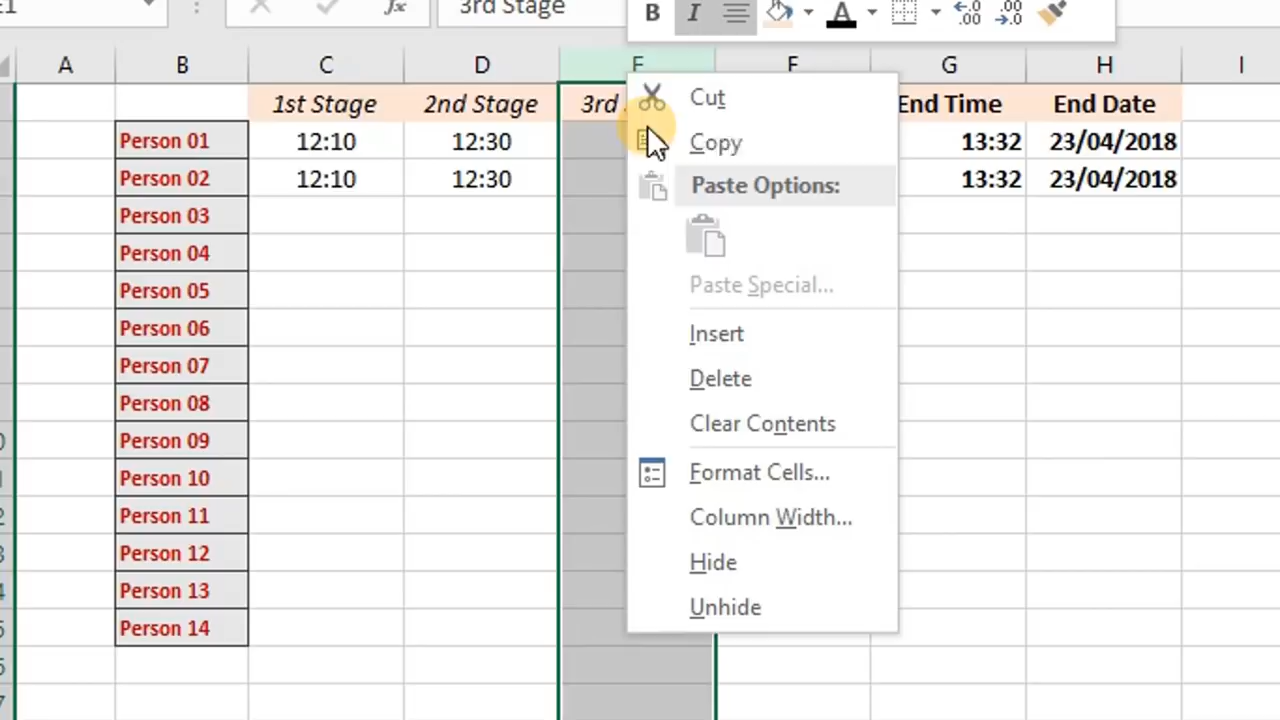 E1 fx 3rd Stage
B I A
A B C D E F G H I
1st Stage 2nd Stage 3rd End Time End Date
Person 01 12:10 12:30 13:32 23/04/2018
Person 02 12:10 12:30 13:32 23/04/2018
Person 03
Person 04
Person 05
Person 06
Person 07
Person 08
Person 09
Person 10
Person 11
Person 12
Person 13
Person 14
Cut
Copy
Paste Options:
Paste Special...
Insert
Delete
Clear Contents
Format Cells...
Column Width...
Hide
Unhide